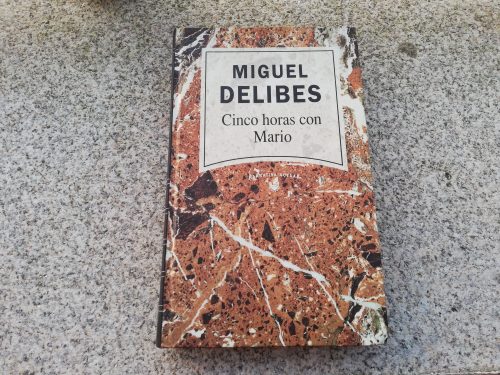 MIGUEL
DELIBES
Cinco horas con
Mario